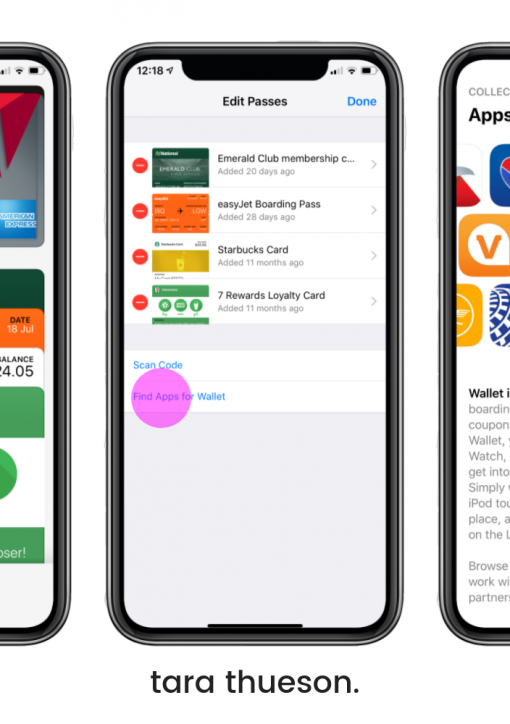 AMERICAN
EXPRESS
DATE
18 Jul
BALANCE
24.05
oser!
12:18
Edit Passes
Done
National
EMERALD CLUB
Emerald Club membership c...
Added 20 days ago
easyJet
BIQ
LOW
easyJet Boarding Pass
Added 28 days ago
Starbucks Card
Starbucks Card
Added 11 months ago
7 Rewards Loyalty Card
Added 11 months ago
Scan Code
Find Apps for Wallet
COLLEC
Apps
V
Wallet i
boardin
coupon
Wallet, y
Watch,
get into
Simply
iPod tou
place, a
on the L
Browse
work wi
partners
tara thueson.